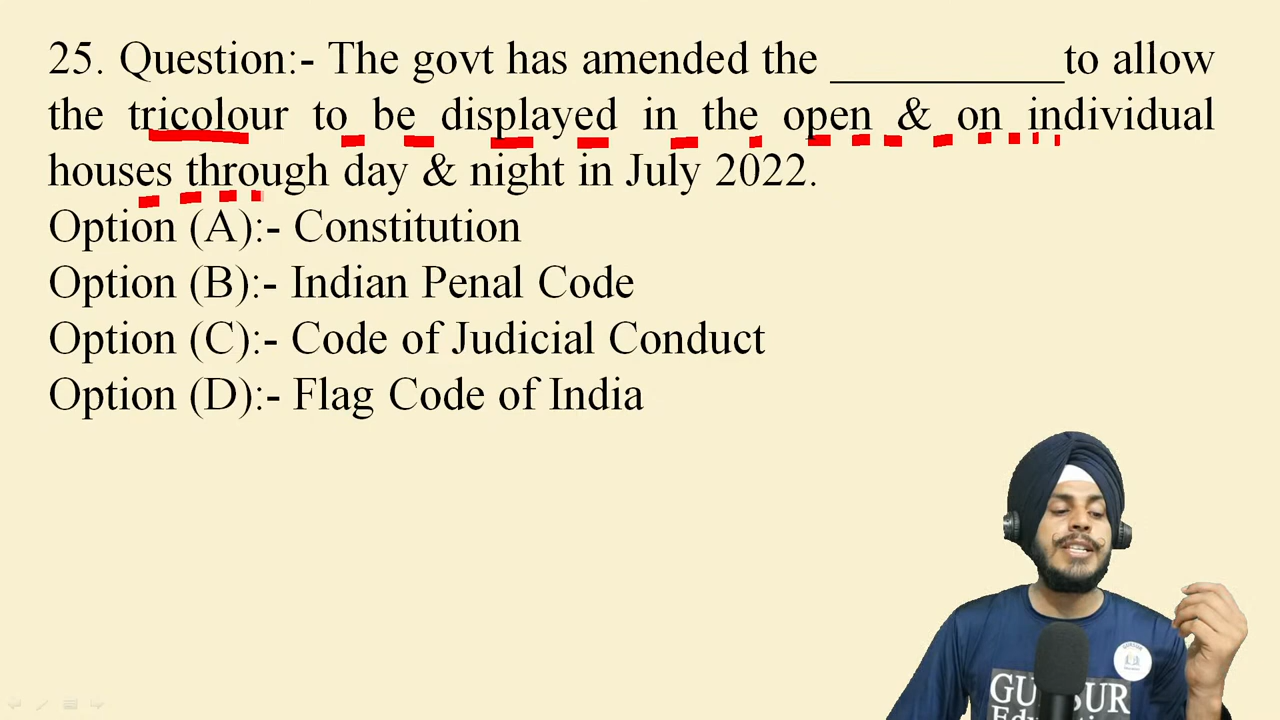 25. Question:- The govt has amended the __________to allow
the tricolour to be displayed in the open & on individual
houses through day & night in July 2022.
Option (A):- Constitution
Option (B):- Indian Penal Code
Option (C):- Code of Judicial Conduct
Option (D):- Flag Code of India